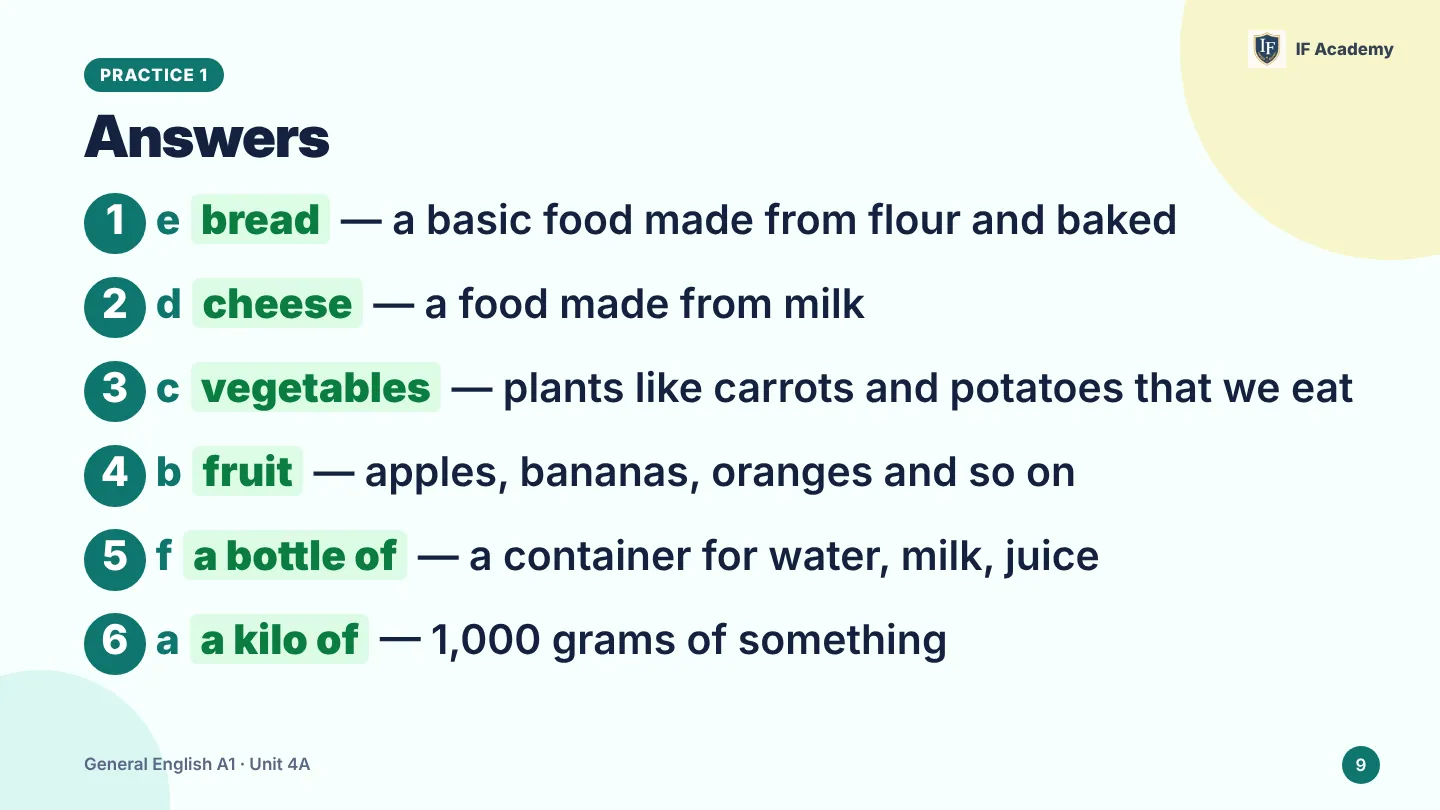 IF IF Academy
PRACTICE 1
Answers
1 e bread — a basic food made from flour and baked
2 d cheese — a food made from milk
3 c vegetables — plants like carrots and potatoes that we eat
4 b fruit — apples, bananas, oranges and so on
5 f a bottle of — a container for water, milk, juice
6 a a kilo of — 1,000 grams of something
General English A1 · Unit 4A
9